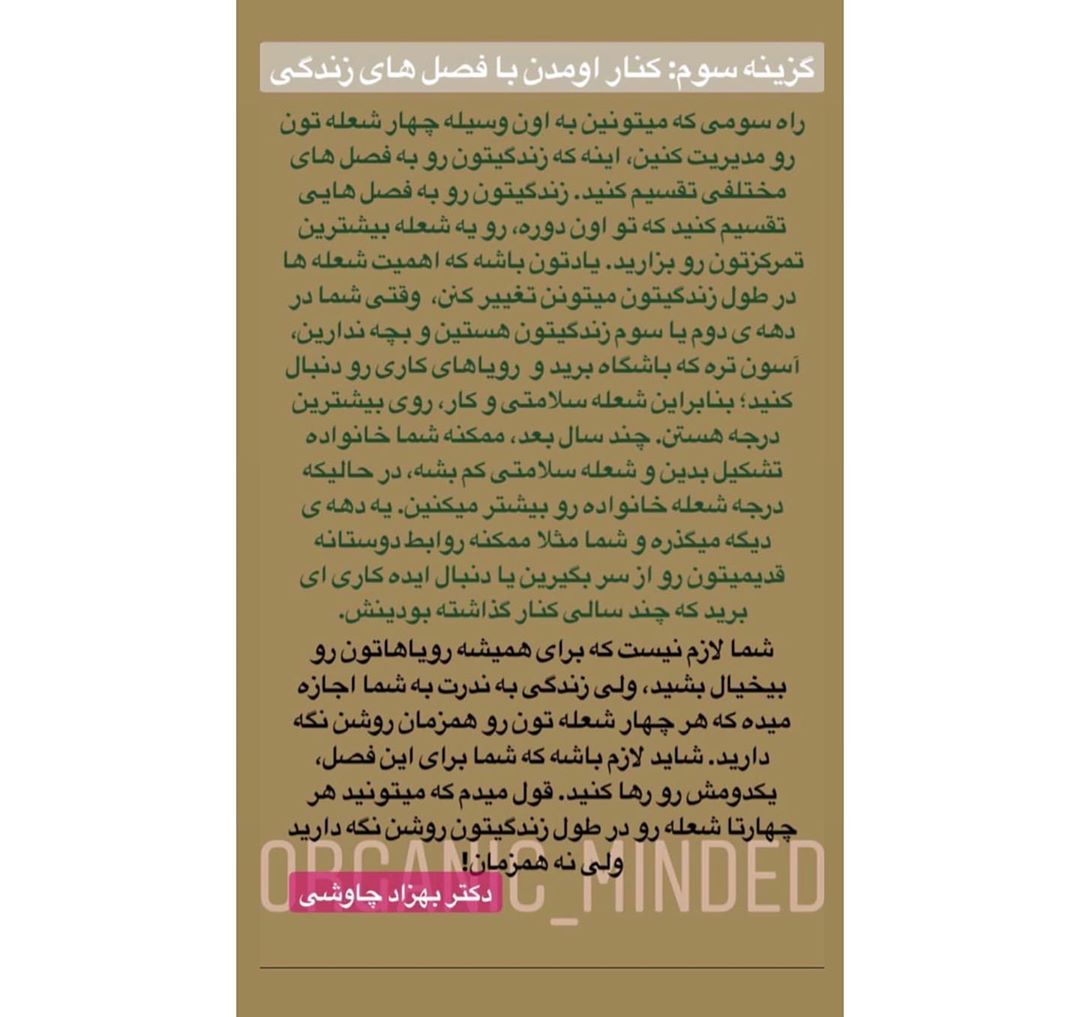 گزینه سوم: کنار اومدن با فصل های زندگی
راه سومی که میتونین به اون وسیله چهار شعله تون
رو مدیریت کنین، اینه که زندگیتون رو به فصل های
مختلفی تقسیم کنید. زندگیتون رو به فصل هایی
تقسیم کنید که تو اون دوره، رو یه شعله بیشترین
تمرکزتون رو بزارید. یادتون باشه که اهمیت شعله ها
در طول زندگیتون میتونن تغییر کنن، وقتی شما در
دهه ی دوم یا سوم زندگیتون هستین و بچه ندارین،
آسون تره که باشگاه برید و رویاهای کاری رو دنبال
کنید؛ بنابراین شعله سلامتی و کار، روی بیشترین
درجه هستن. چند سال بعد، ممکنه شما خانواده
تشکیل بدین و شعله سلامتی کم بشه، در حالیکه
درجه شعله خانواده رو بیشتر میکنین. یه دهه ی
دیگه میگذره و شما مثلا ممکنه روابط دوستانه
قدیمیتون رو از سر بگیرین یا دنبال ایده کاری ای
برید که چند سالی کنار گذاشته بودینش.
شما لازم نیست که برای همیشه رویاهاتون رو
بیخیال بشید، ولی زندگی به ندرت به شما اجازه
میده که هر چهار شعله تون رو همزمان روشن نگه
دارید. شاید لازم باشه که شما برای این فصل،
یکدومش رو رها کنید. قول میدم که میتونید هر
چهارتا شعله رو در طول زندگیتون روشن نگه دارید
ولی نه همزمان!
ORGANIC_MINDED
دکتر بهزاد چاوشی